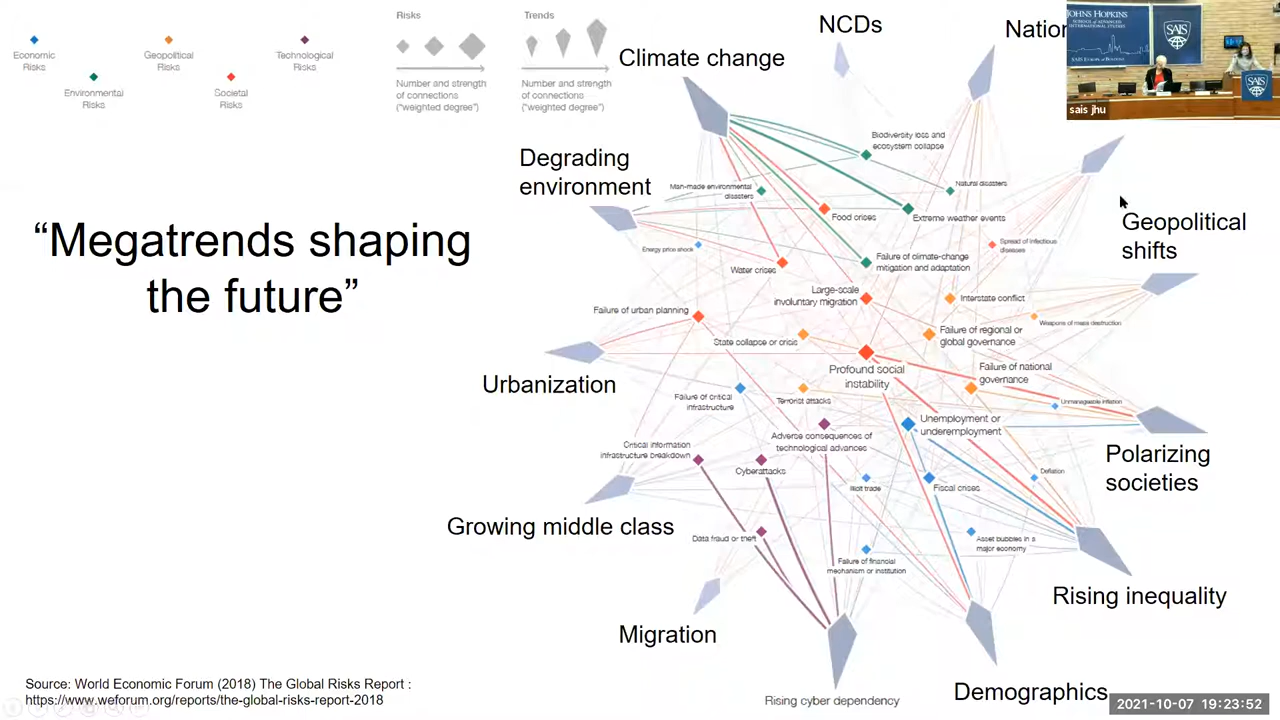 Economic
Risks
Environmental
Risks
Geopolitical
Risks
Societal
Risks
Technological
Risks
Risks
Number and strength
of connections
("weighted degree")
Trends
Number and strength
of connections
("weighted degree")
NCDs
Nation
Climate change
JOHNS HOPKINS
SAIS EUROPE
SAIS
SAIS
sais jhu
Degrading
environment
Biodiversity loss and
ecosystem collapse
Man-made environmental
disasters
Natural disasters
Food crises
Extreme weather events
Geopolitical
shifts
“Megatrends shaping
the future”
Energy price shock
Spread of infectious
diseases
Water crises
Failure of climate-change
mitigation and adaptation
Large-scale
involuntary migration
Interstate conflict
Failure of urban planning
Weapons of mass destruction
State collapse or crisis
Failure of regional or
global governance
Profound social
instability
Failure of national
governance
Urbanization
Failure of critical
infrastructure
Terrorist attacks
Unmanageable inflation
Unemployment or
underemployment
Adverse consequences of
technological advances
Critical information
infrastructure breakdown
Cyberattacks
Polarizing
societies
Illicit trade
Fiscal crises
Deflation
Growing middle class
Data fraud or theft
Failure of financial
mechanism or institution
Asset bubbles in a
major economy
Rising inequality
Migration
Rising cyber dependency
Demographics
Source: World Economic Forum (2018) The Global Risks Report :
https://www.weforum.org/reports/the-global-risks-report-2018
2021-10-07 19:23:52